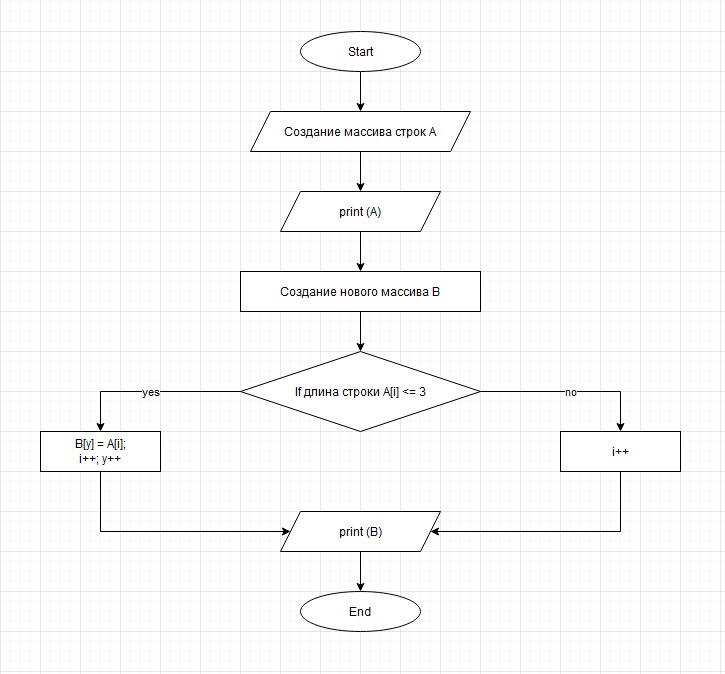 Start
Создание массива строк А
print (A)
Создание нового массива B
If длина строки A[i] <= 3
yes
no
B[y] = A[i];
i++; y++
i++
print (B)
End